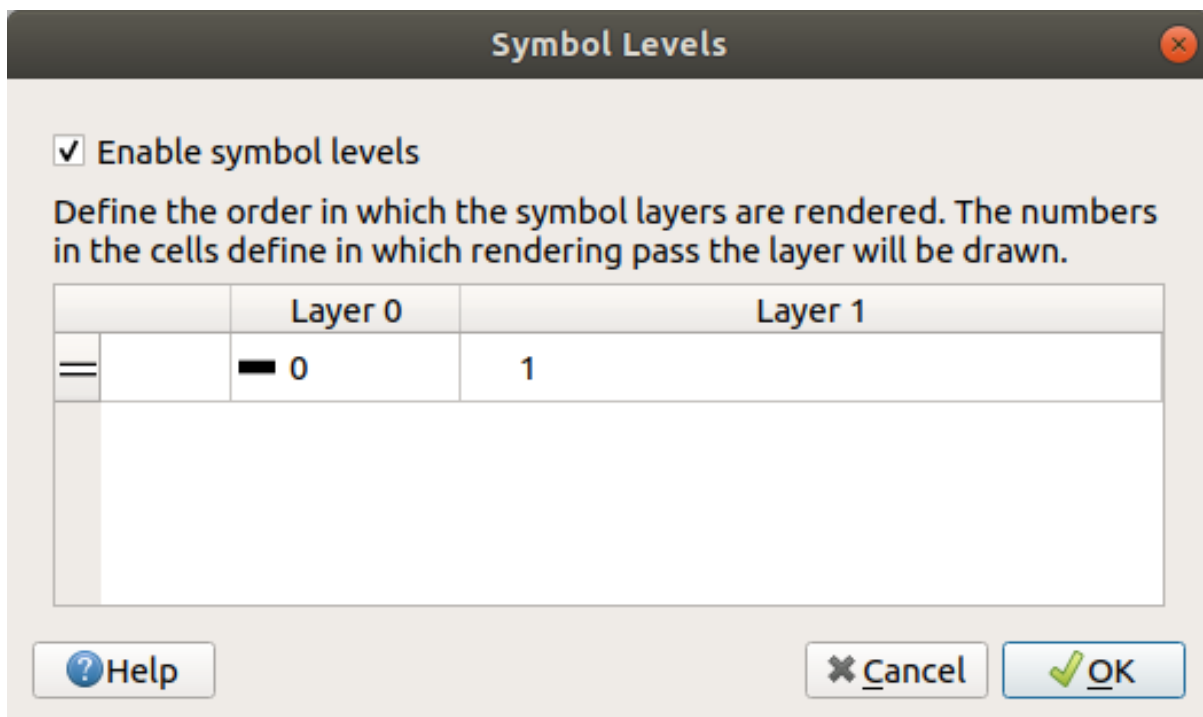 Symbol Levels
Enable symbol levels
Define the order in which the symbol layers are rendered. The numbers
in the cells define in which rendering pass the layer will be drawn.
Layer 0 Layer 1
0 1
Help Cancel OK